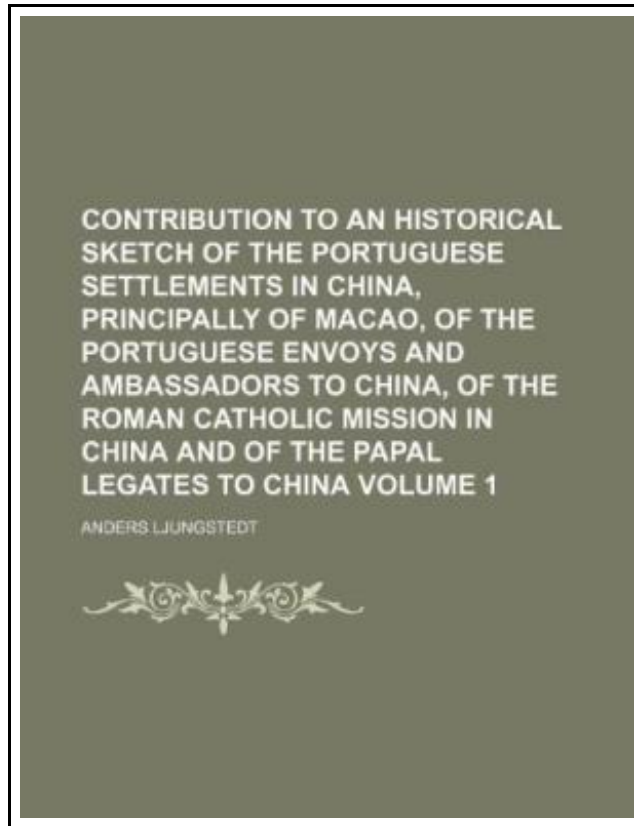 CONTRIBUTION TO AN HISTORICAL
SKETCH OF THE PORTUGUESE
SETTLEMENTS IN CHINA,
PRINCIPALLY OF MACAO, OF THE
PORTUGUESE ENVOYS AND
AMBASSADORS TO CHINA, OF THE
ROMAN CATHOLIC MISSION IN
CHINA AND OF THE PAPAL
LEGATES TO CHINA VOLUME 1
ANDERS LJUNGSTEDT